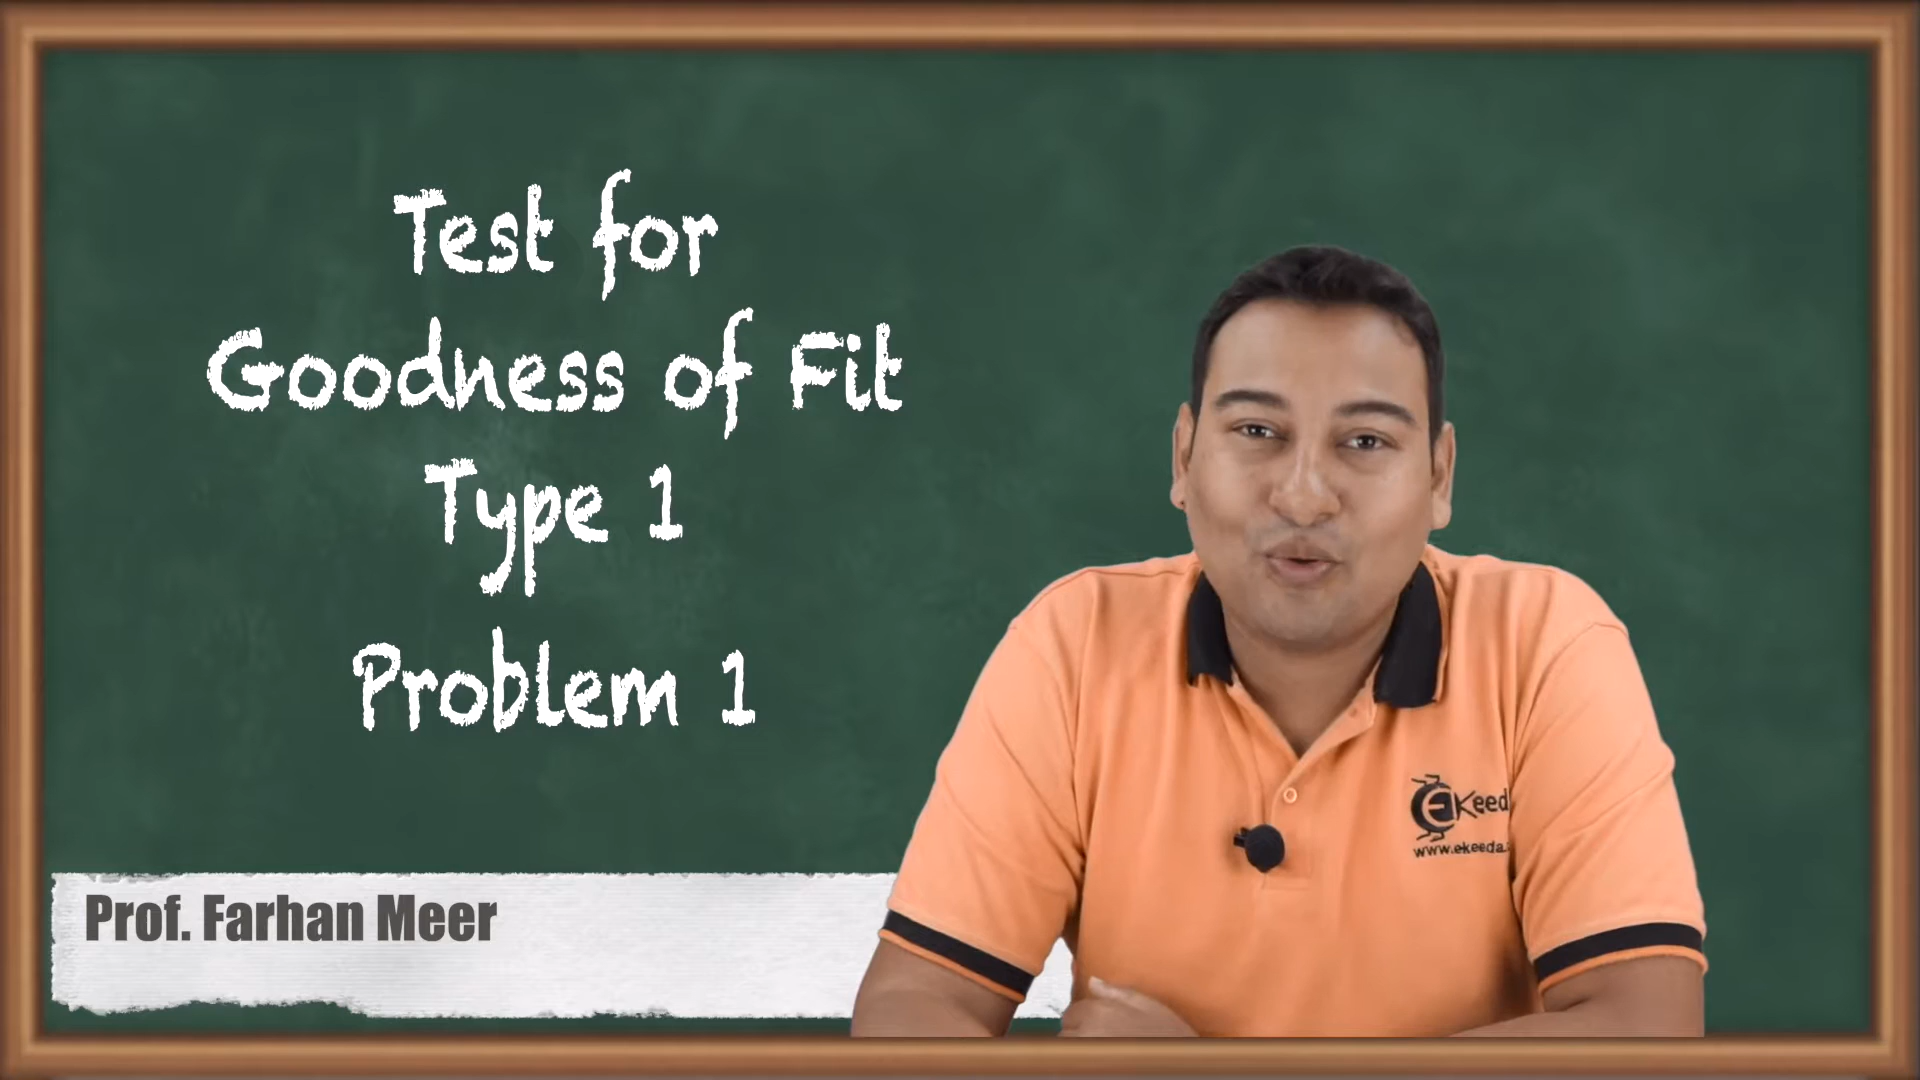 Test for
Goodness of Fit
Type 1
Problem 1
Prof. Farhan Meer
EKeed
www.ekeeda.